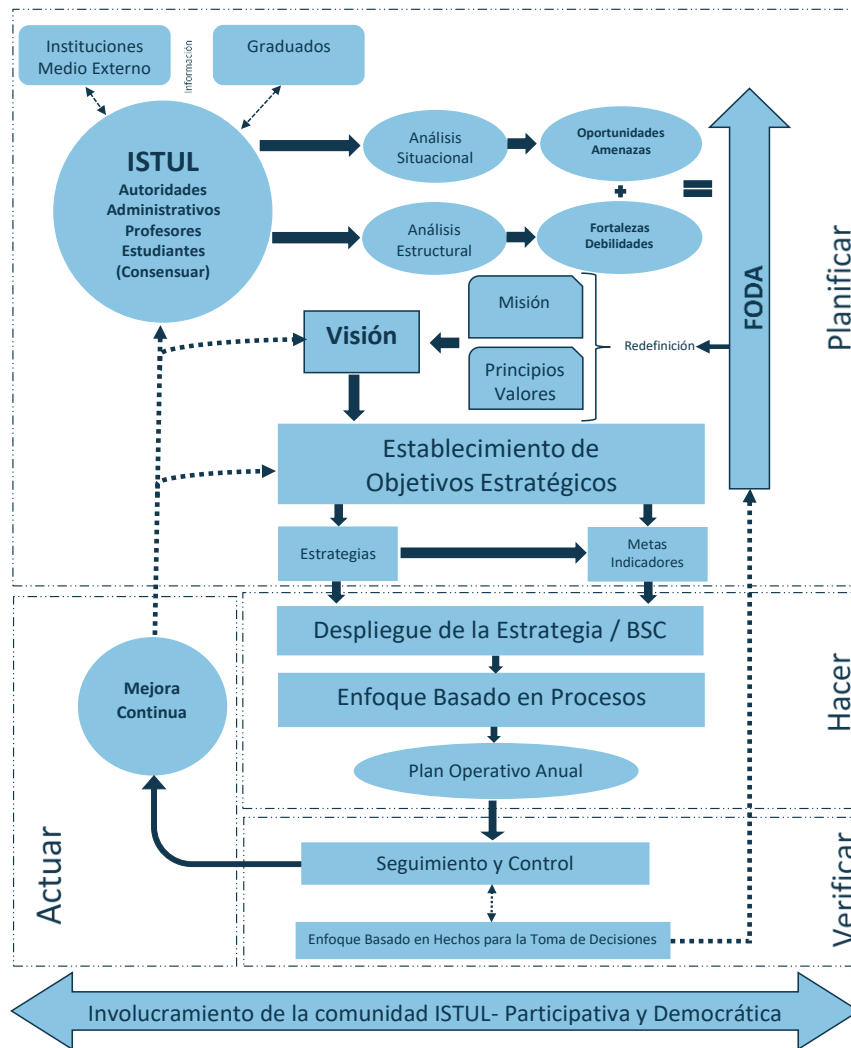 Instituciones
Medio Externo
Información
Graduados
ISTUL
Autoridades
Administrativos
Profesores
Estudiantes
(Consensuar)
Análisis
Situacional
Oportunidades
Amenazas
+
=
Análisis
Estructural
Fortalezas
Debilidades
FODA
Planificar
Misión
Visión
Redefinición
Principios
Valores
Establecimiento de
Objetivos Estratégicos
Estrategias
Metas
Indicadores
Despliegue de la Estrategia / BSC
Enfoque Basado en Procesos
Hacer
Mejora
Continua
Plan Operativo Anual
Actuar
Seguimiento y Control
Verificar
Enfoque Basado en Hechos para la Toma de Decisiones
Involucramiento de la comunidad ISTUL- Participativa y Democrática